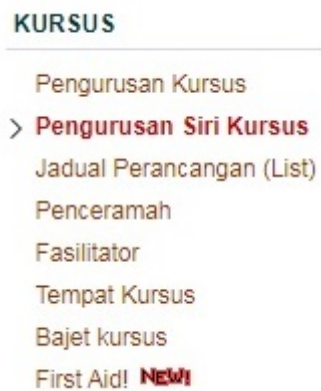 KURSUS
Pengurusan Kursus
> Pengurusan Siri Kursus
Jadual Perancangan (List)
Penceramah
Fasilitator
Tempat Kursus
Bajet kursus
First Aid! NEW!